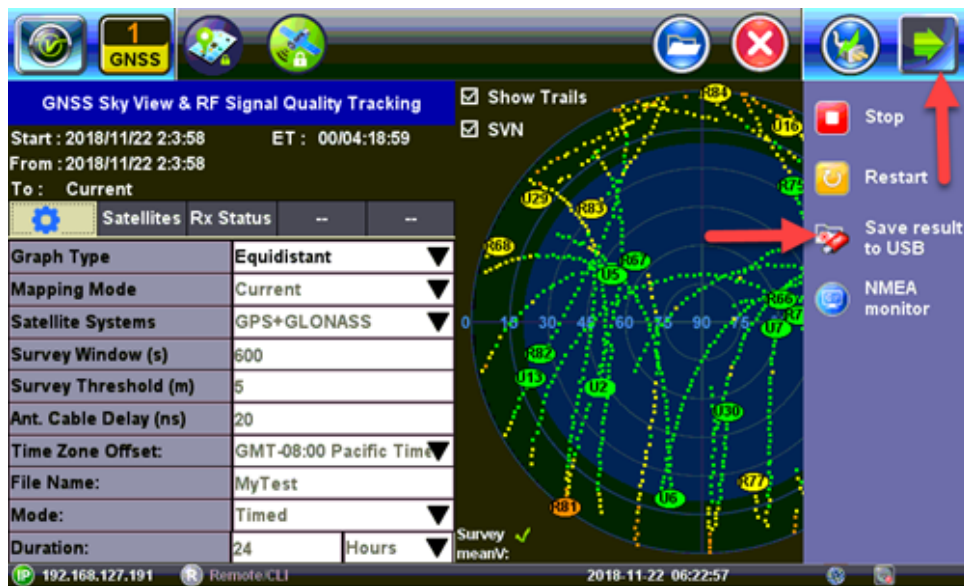 1
GNSS
GNSS Sky View & RF Signal Quality Tracking
Start : 2018/11/22 2:3:58 ET : 00/04:18:59
From : 2018/11/22 2:3:58
To : Current
Satellites Rx Status -- --
Graph Type Equidistant
Mapping Mode Current
Satellite Systems GPS+GLONASS
Survey Window (s) 600
Survey Threshold (m) 5
Ant. Cable Delay (ns) 20
Time Zone Offset: GMT-08:00 Pacific Time
File Name: MyTest
Mode: Timed
Duration: 24 Hours
Show Trails
SVN
R84
U16
R75
U29
R83
R68
R67
U5
R66
R7
0 18 30 60 90 75
U7
R82
U13
U2
U30
R77
U6
R81
Survey
meanV:
Stop
Restart
Save result
to USB
NMEA
monitor
IP 192.168.127.191 R Remote/CLI 2018-11-22 06:22:57